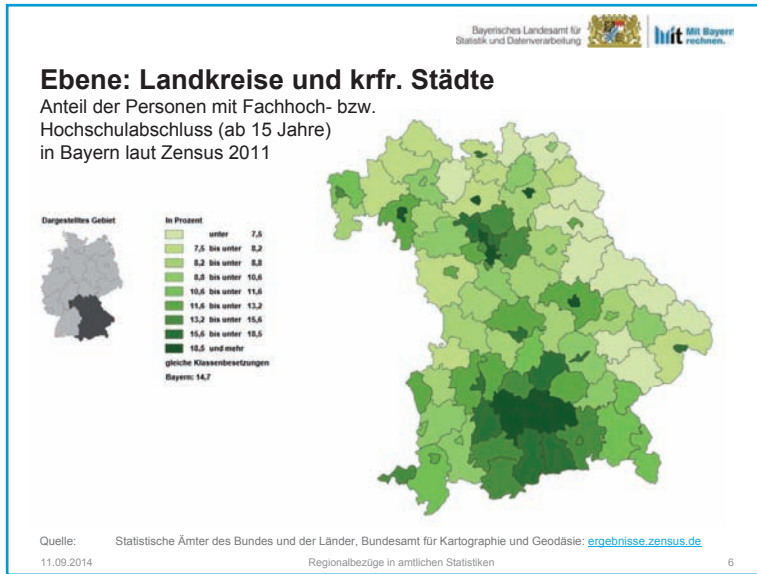 Bayerisches Landesamt für
Statistik und Datenverarbeitung
Mit Bayern
rechnen.
Ebene: Landkreise und krfr. Städte
Anteil der Personen mit Fachhoch- bzw.
Hochschulabschluss (ab 15 Jahre)
in Bayern laut Zensus 2011
Dargestelltes Gebiet
In Prozent
unter 7,5
7,5 bis unter 8,2
8,2 bis unter 8,8
8,8 bis unter 10,6
10,6 bis unter 11,6
11,6 bis unter 13,2
13,2 bis unter 15,6
15,6 bis unter 18,5
18,5 und mehr
gleiche Klassenbesetzungen
Bayern: 14,7
Quelle: Statistische Ämter des Bundes und der Länder, Bundesamt für Kartographie und Geodäsie: ergebnisse.zensus.de
11.09.2014 Regionalbezüge in amtlichen Statistiken 6